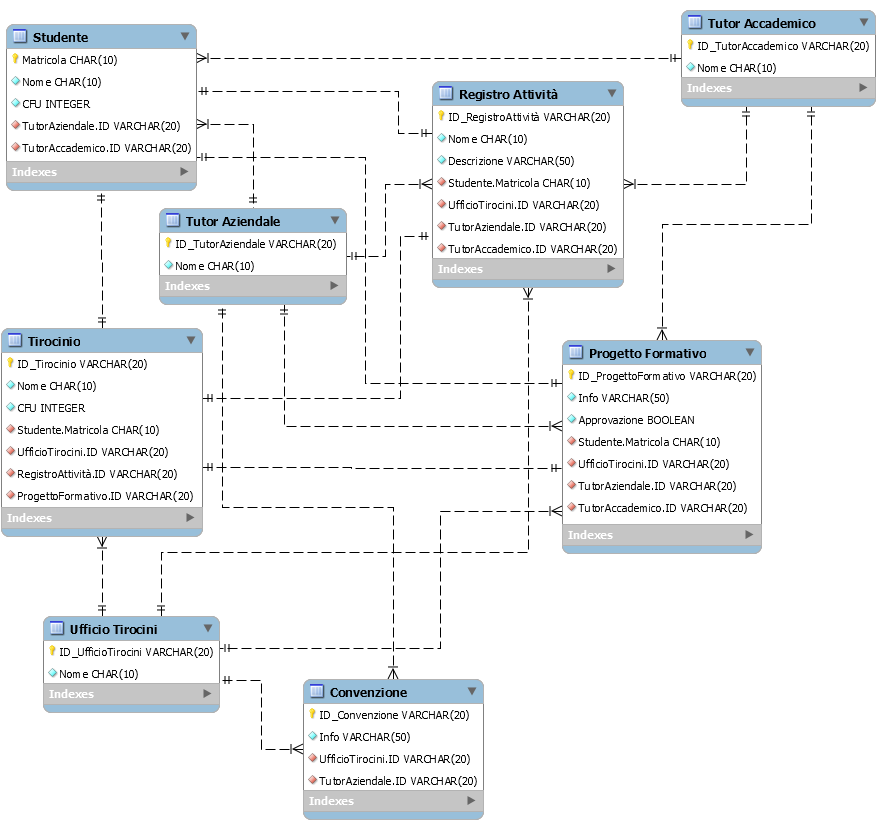 Studente
Matricola CHAR(10)
Nome CHAR(10)
CFU INTEGER
TutorAziendale.ID VARCHAR(20)
TutorAccademico.ID VARCHAR(20)
Indexes
Tutor Accademico
ID_TutorAccademico VARCHAR(20)
Nome CHAR(10)
Indexes
Registro Attività
ID_RegistroAttività VARCHAR(20)
Nome CHAR(10)
Descrizione VARCHAR(50)
Studente.Matricola CHAR(10)
UfficioTirocini.ID VARCHAR(20)
TutorAziendale.ID VARCHAR(20)
TutorAccademico.ID VARCHAR(20)
Indexes
Tutor Aziendale
ID_TutorAziendale VARCHAR(20)
Nome CHAR(10)
Indexes
Tirocinio
ID_Tirocinio VARCHAR(20)
Nome CHAR(10)
CFU INTEGER
Studente.Matricola CHAR(10)
UfficioTirocini.ID VARCHAR(20)
RegistroAttività.ID VARCHAR(20)
ProgettoFormativo.ID VARCHAR(20)
Indexes
Progetto Formativo
ID_ProgettoFormativo VARCHAR(20)
Info VARCHAR(50)
Approvazione BOOLEAN
Studente.Matricola CHAR(10)
UfficioTirocini.ID VARCHAR(20)
TutorAziendale.ID VARCHAR(20)
TutorAccademico.ID VARCHAR(20)
Indexes
Ufficio Tirocini
ID_UfficioTirocini VARCHAR(20)
Nome CHAR(10)
Indexes
Convenzione
ID_Convenzione VARCHAR(20)
Info VARCHAR(50)
UfficioTirocini.ID VARCHAR(20)
TutorAziendale.ID VARCHAR(20)
Indexes